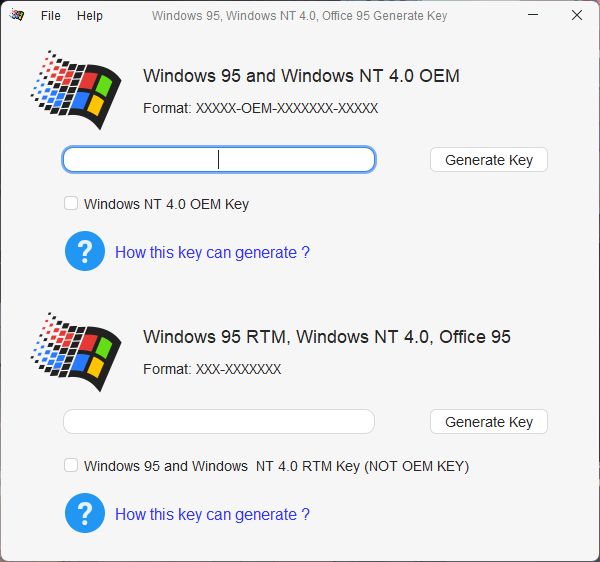 File Help Windows 95, Windows NT 4.0, Office 95 Generate Key
Windows 95 and Windows NT 4.0 OEM
Format: XXXXX-OEM-XXXXXXX-XXXXX
Generate Key
Windows NT 4.0 OEM Key
? How this key can generate ?
Windows 95 RTM, Windows NT 4.0, Office 95
Format: XXX-XXXXXXX
Generate Key
Windows 95 and Windows  NT 4.0 RTM Key (NOT OEM KEY)
? How this key can generate ?